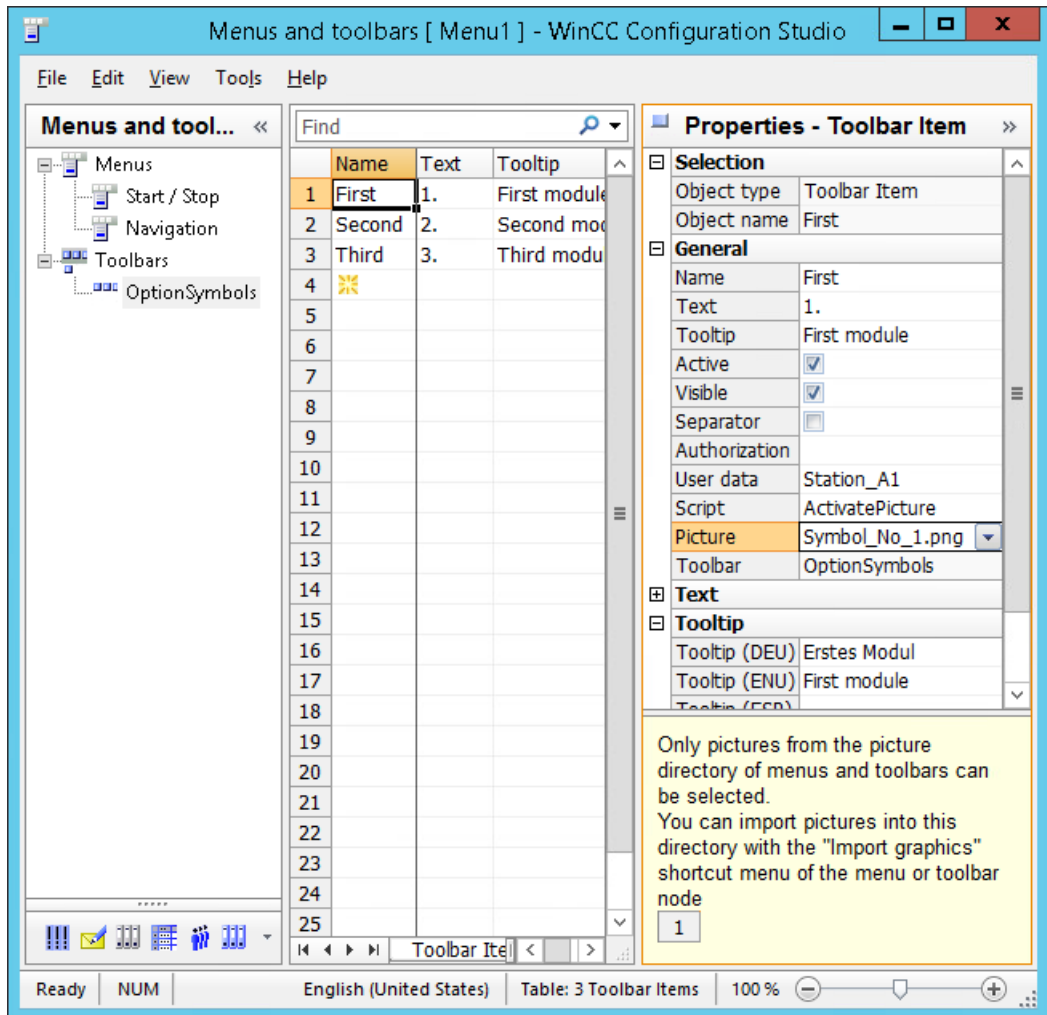 Menus and toolbars [ Menu1 ] - WinCC Configuration Studio
File Edit View Tools Help
Menus and tool... «
Menus
Start / Stop
Navigation
Toolbars
OptionSymbols
Find
Name Text Tooltip
1 First 1. First module
2 Second 2. Second mo
3 Third 3. Third modu
4
5
6
7
8
9
10
11
12
13
14
15
16
17
18
19
20
21
22
23
24
25
Toolbar Ite
Properties - Toolbar Item »
Selection
Object type Toolbar Item
Object name First
General
Name First
Text 1.
Tooltip First module
Active
Visible
Separator
Authorization
User data Station_A1
Script ActivatePicture
Picture Symbol_No_1.png
Toolbar OptionSymbols
Text
Tooltip
Tooltip (DEU) Erstes Modul
Tooltip (ENU) First module
Tooltip (ESP)
Only pictures from the picture
directory of menus and toolbars can
be selected.
You can import pictures into this
directory with the "Import graphics"
shortcut menu of the menu or toolbar
node
1
Ready NUM English (United States) Table: 3 Toolbar Items 100 %